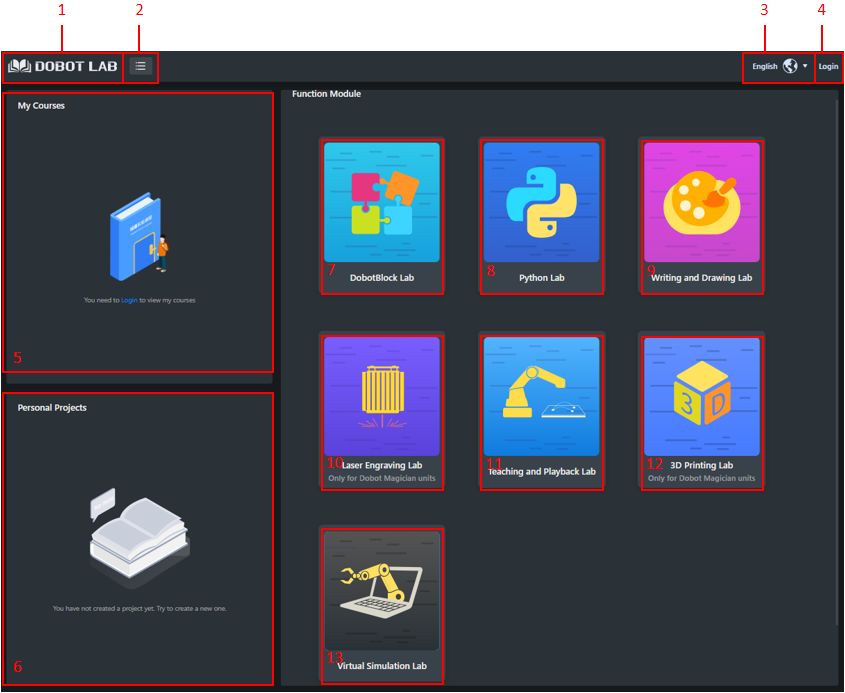 1
2
3
4
DOBOT LAB
English
Login
My Courses
You need to Login to view my courses
5
Personal Projects
You have not created a project yet. Try to create a new one.
6
Function Module
7
DobotBlock Lab
8
Python Lab
9
Writing and Drawing Lab
10
Laser Engraving Lab
Only for Dobot Magician units
11
Teaching and Playback Lab
3
D
12
3D Printing Lab
Only for Dobot Magician units
13
Virtual Simulation Lab